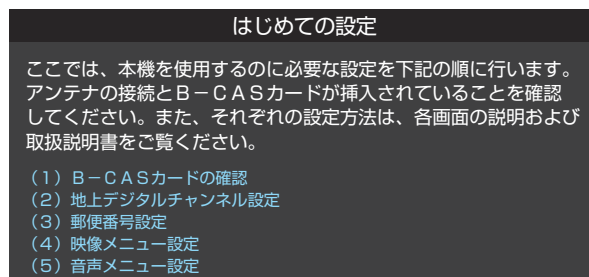 はじめての設定
ここでは、本機を使用するのに必要な設定を下記の順に行います。
アンテナの接続とB－CASカードが挿入されていることを確認
してください。また、それぞれの設定方法は、各画面の説明および
取扱説明書をご覧ください。
（1）B－CASカードの確認
（2）地上デジタルチャンネル設定
（3）郵便番号設定
（4）映像メニュー設定
（5）音声メニュー設定